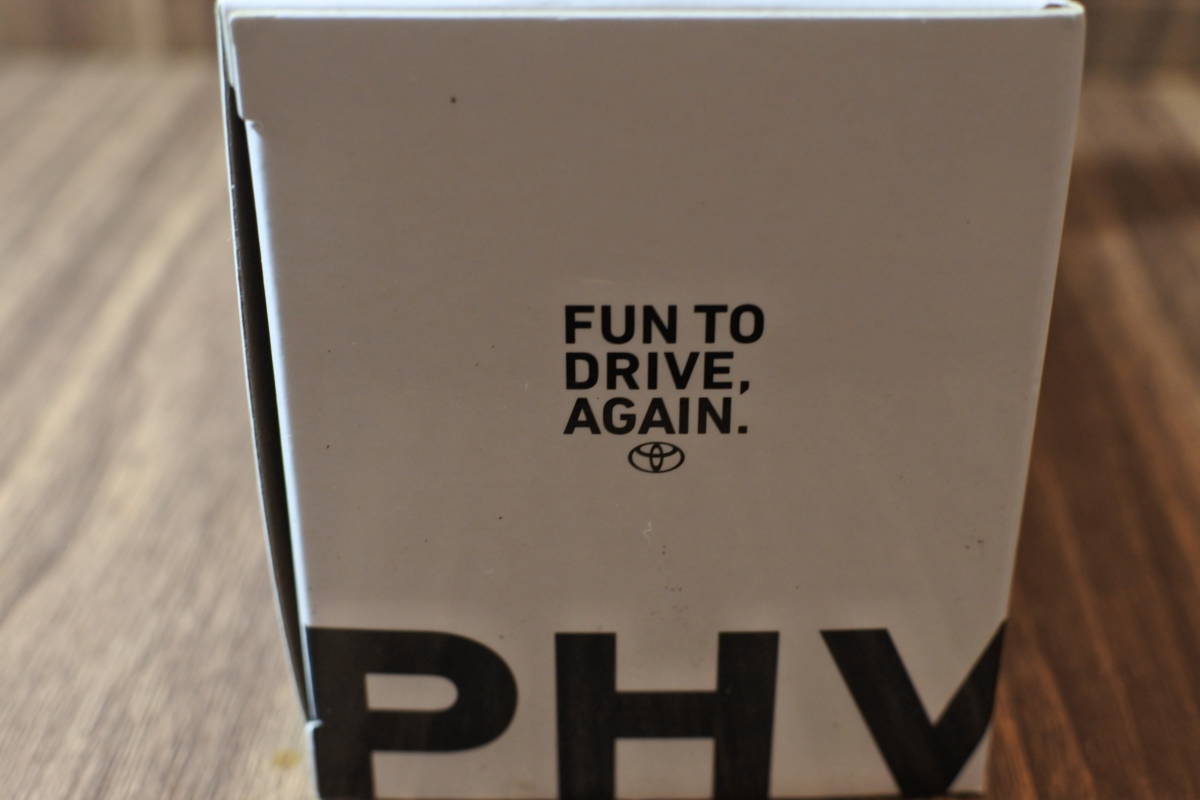 FUN TO
DRIVE,
AGAIN.
PHV